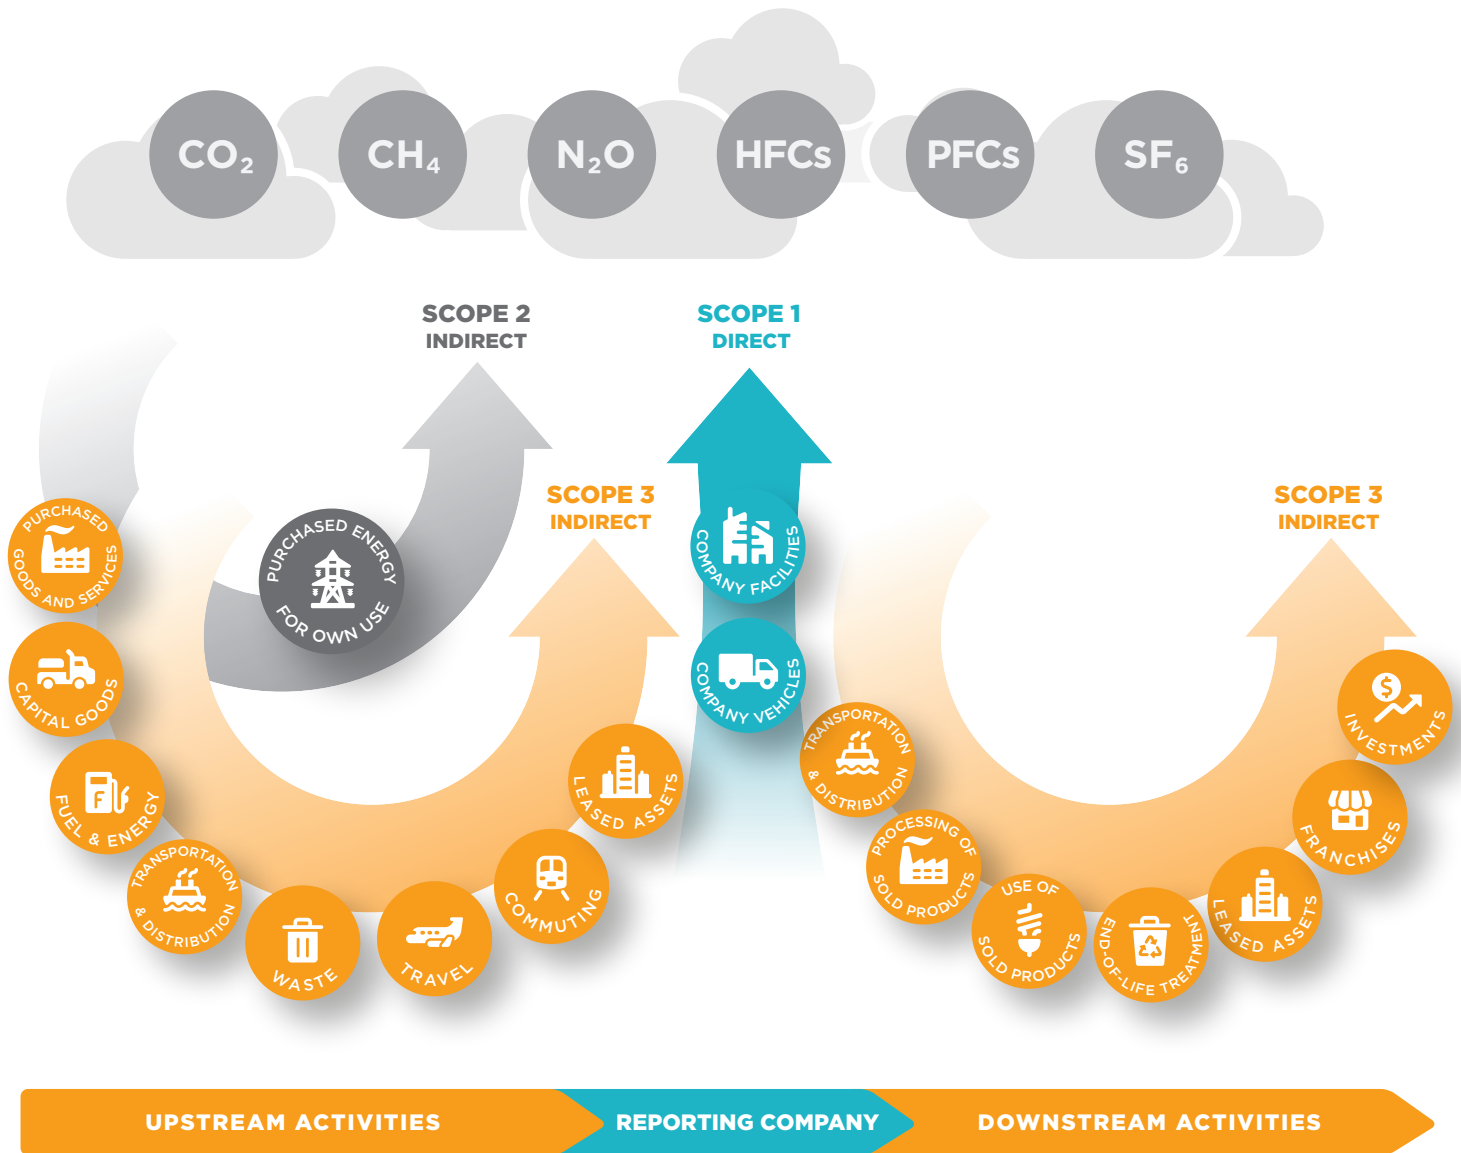 CO₂
CH₄
N₂O
HFCs
PFCs
SF₆
SCOPE 2
INDIRECT
SCOPE 1
DIRECT
SCOPE 3
INDIRECT
SCOPE 3
INDIRECT
PURCHASED
GOODS AND SERVICES
CAPITAL GOODS
FUEL & ENERGY
F
TRANSPORTATION
& DISTRIBUTION
WASTE
TRAVEL
COMMUTING
LEASED ASSETS
PURCHASED ENERGY
FOR OWN USE
COMPANY FACILITIES
COMPANY VEHICLES
TRANSPORTATION
& DISTRIBUTION
PROCESSING OF
SOLD PRODUCTS
USE OF
SOLD PRODUCTS
END-OF-LIFE TREATMENT
LEASED ASSETS
FRANCHISES
$
INVESTMENTS
UPSTREAM ACTIVITIES
REPORTING COMPANY
DOWNSTREAM ACTIVITIES